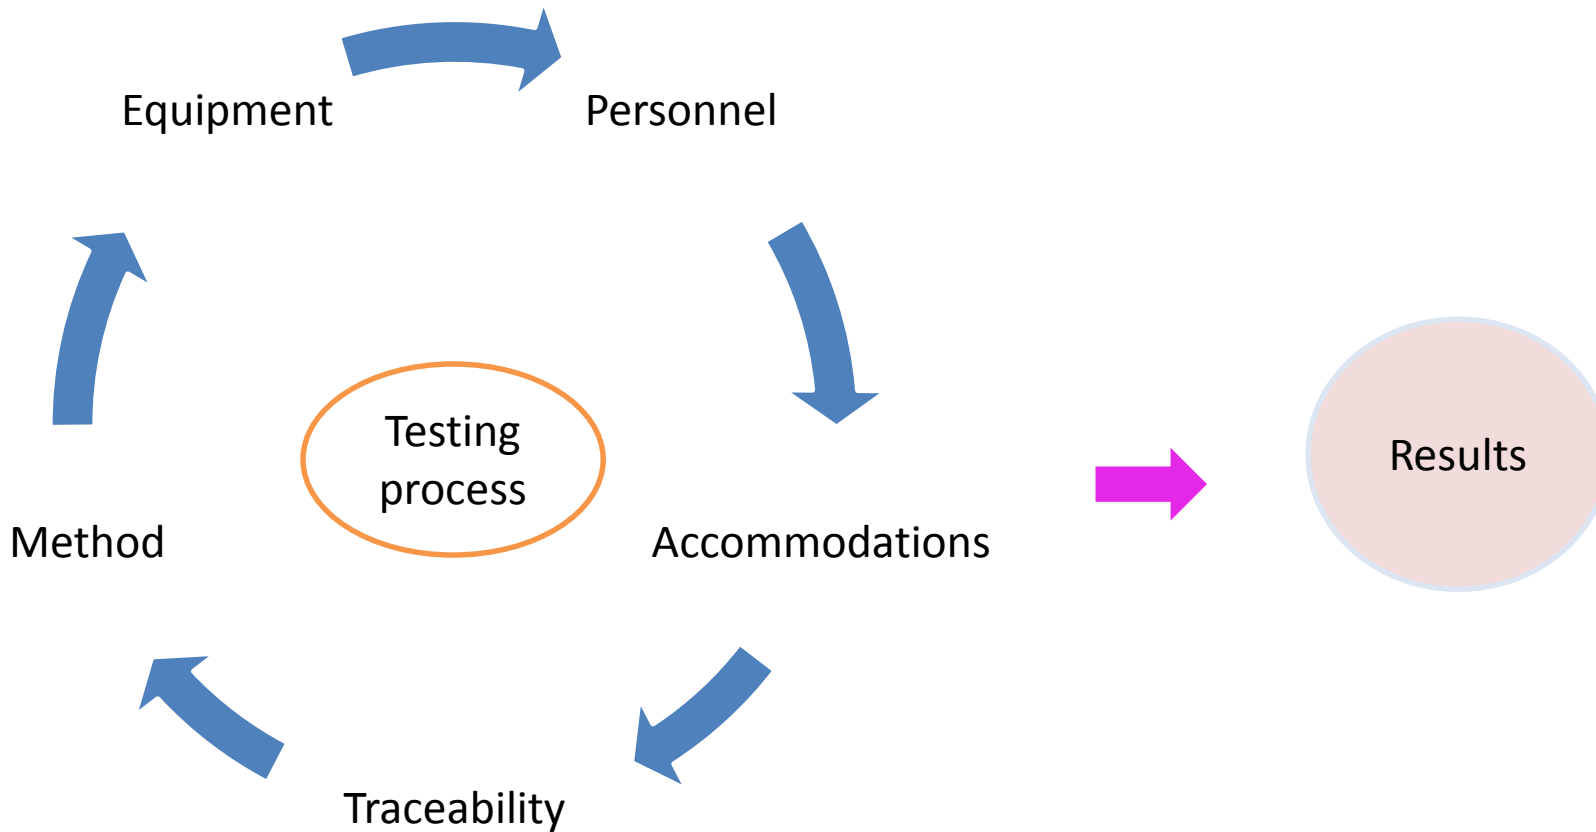 Equipment
Personnel
Testing
process
Results
Method
Accommodations
Traceability